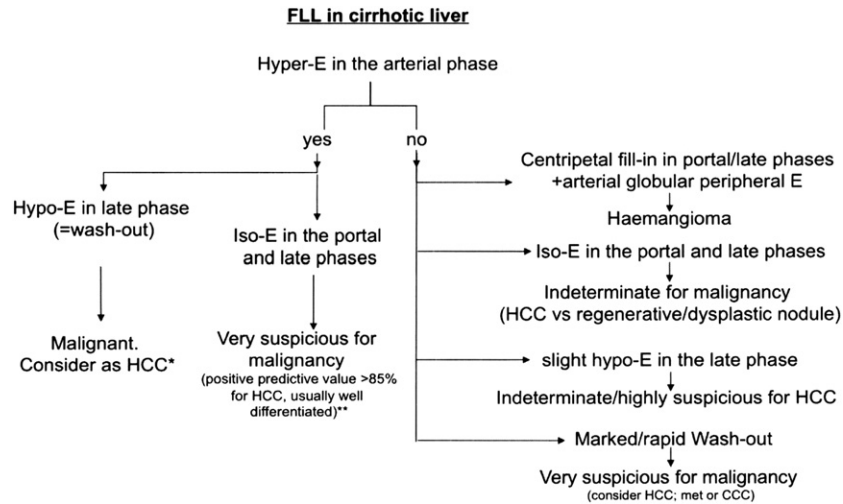 FLL in cirrhotic liver
Hyper-E in the arterial phase
yes
no
Hypo-E in late phase
(=wash-out)
Malignant.
Consider as HCC*
Iso-E in the portal
and late phases
Very suspicious for
malignancy
(positive predictive value >85%
for HCC, usually well
differentiated)**
Centripetal fill-in in portal/late phases
+arterial globular peripheral E
Haemangioma
Iso-E in the portal and late phases
Indeterminate for malignancy
(HCC vs regenerative/dysplastic nodule)
slight hypo-E in the late phase
Indeterminate/highly suspicious for HCC
Marked/rapid Wash-out
Very suspicious for malignancy
(consider HCC; met or CCC)